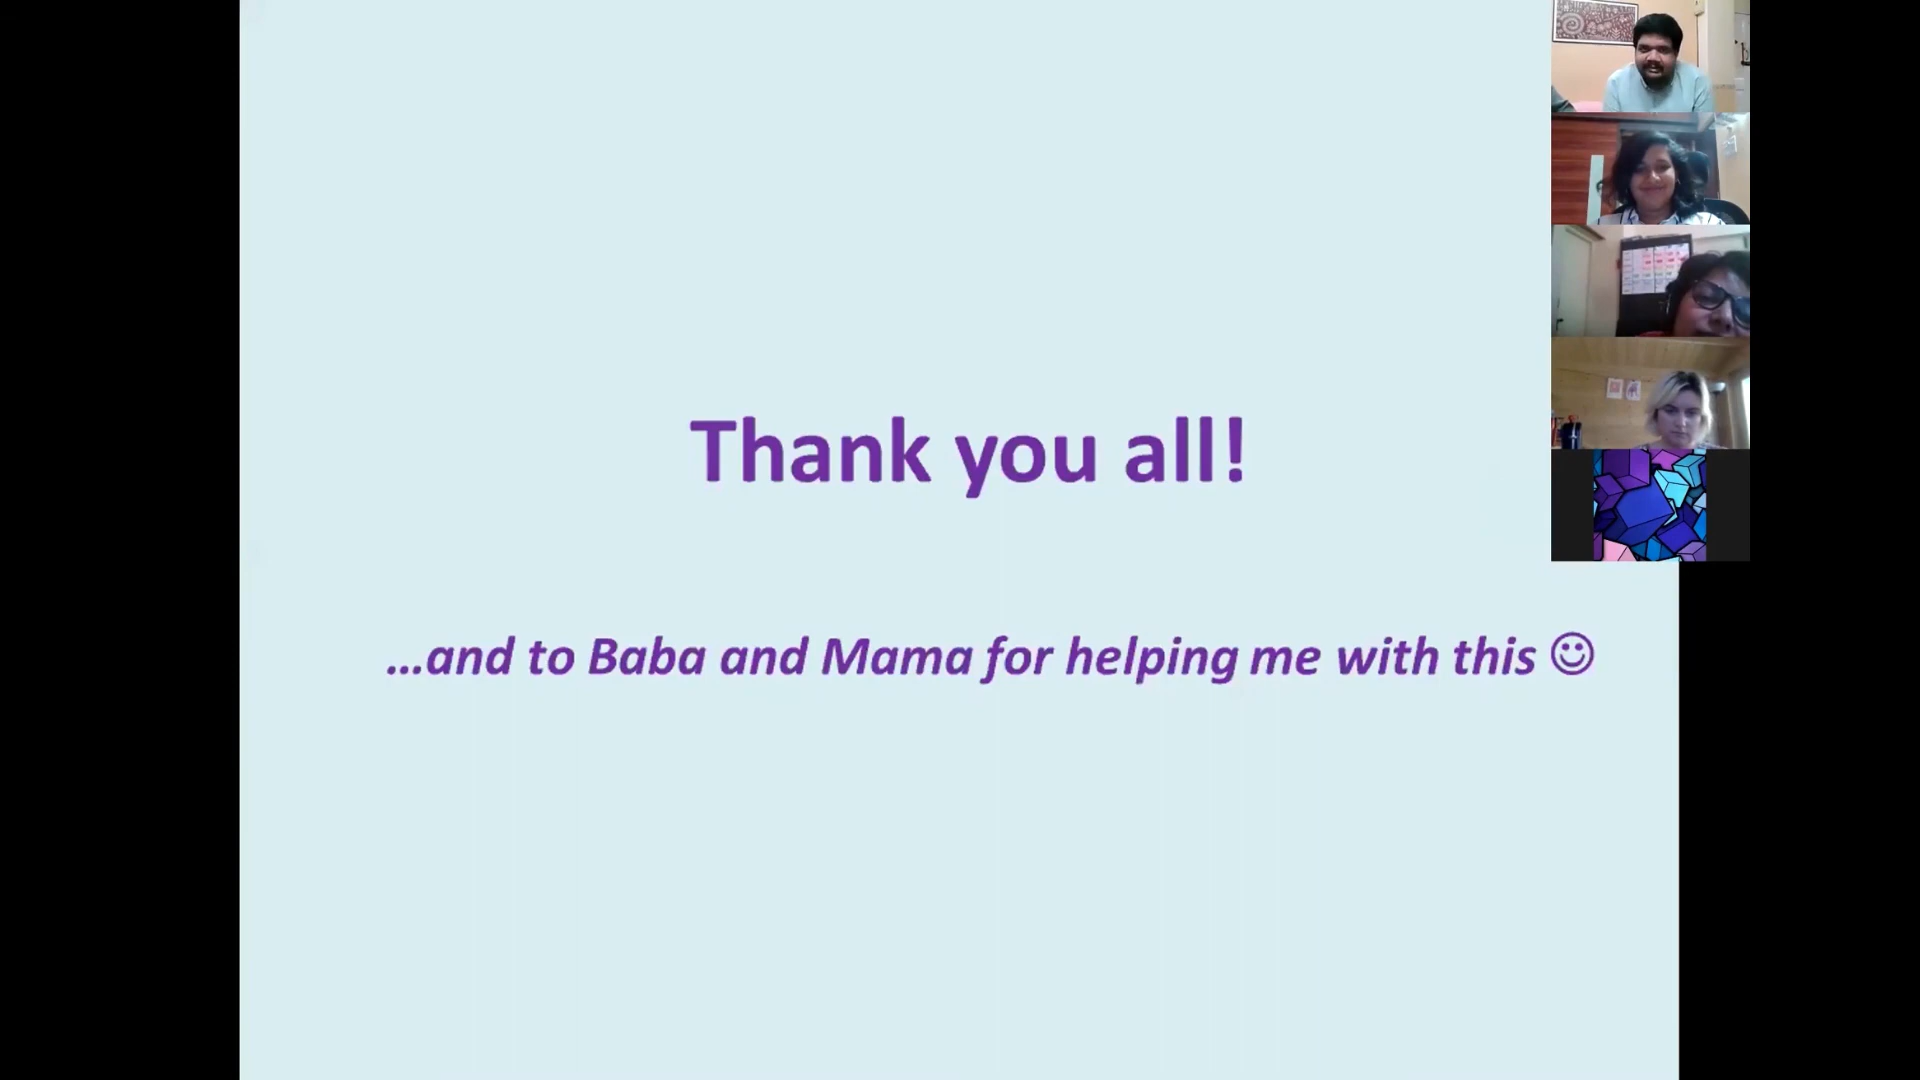 Thank you all!
...and to Baba and Mama for helping me with this ☺